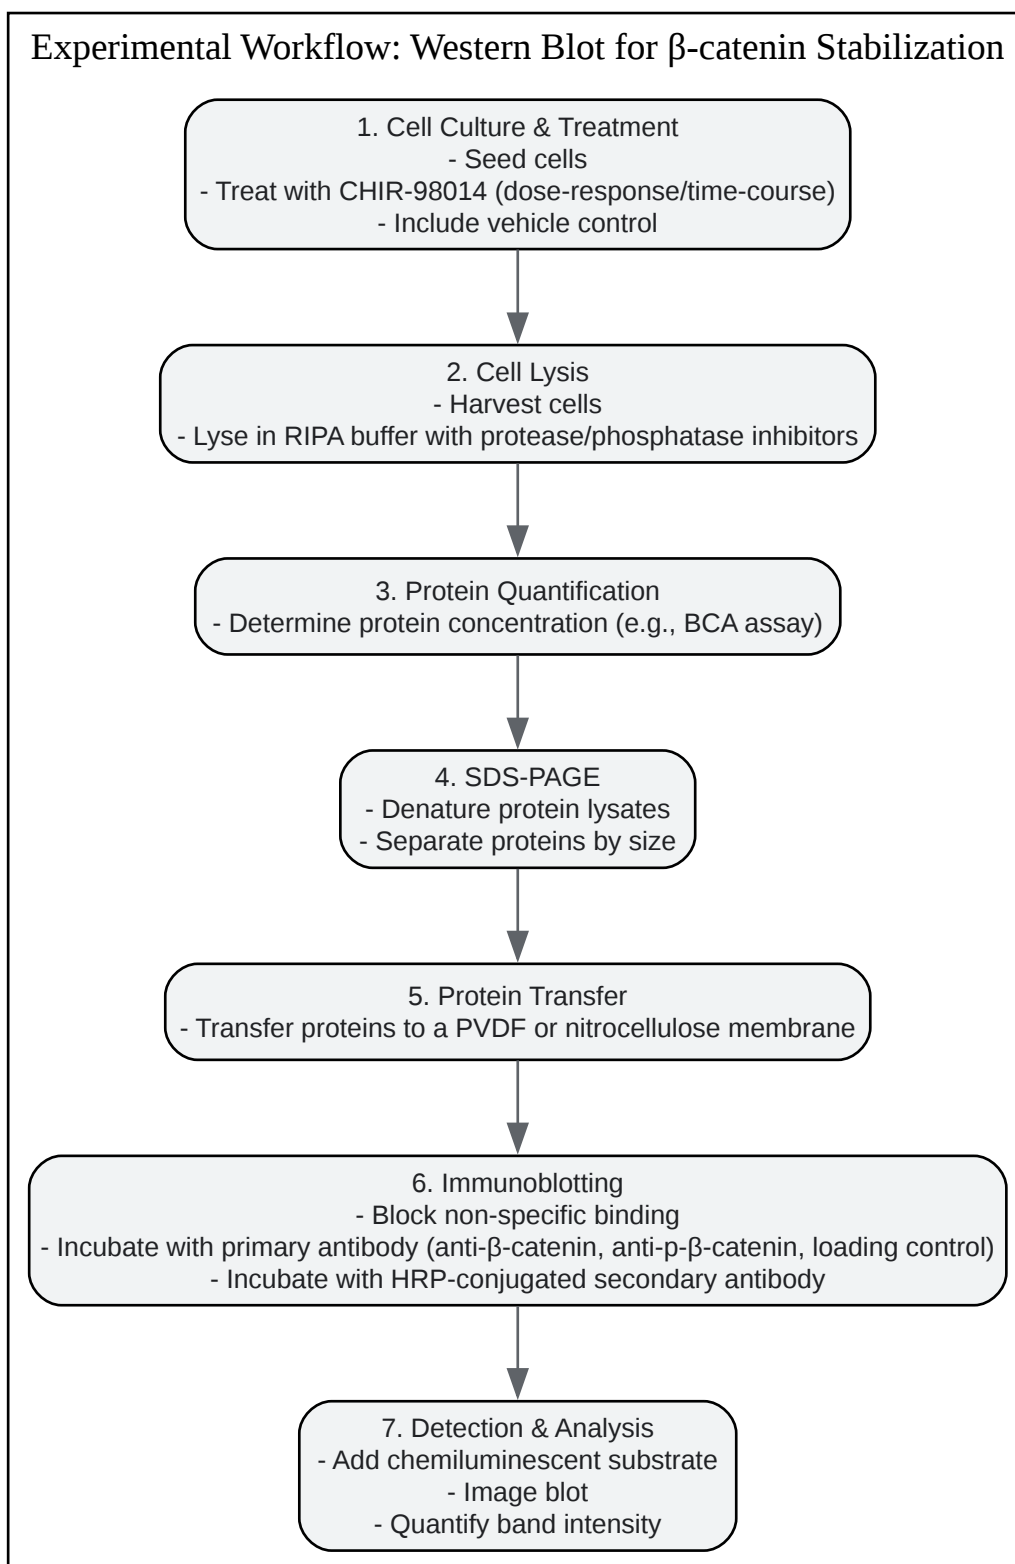 Experimental Workflow: Western Blot for β-catenin Stabilization
1. Cell Culture & Treatment
- Seed cells
- Treat with CHIR-98014 (dose-response/time-course)
- Include vehicle control
2. Cell Lysis
- Harvest cells
- Lyse in RIPA buffer with protease/phosphatase inhibitors
3. Protein Quantification
- Determine protein concentration (e.g., BCA assay)
4. SDS-PAGE
- Denature protein lysates
- Separate proteins by size
5. Protein Transfer
- Transfer proteins to a PVDF or nitrocellulose membrane
6. Immunoblotting
- Block non-specific binding
- Incubate with primary antibody (anti-β-catenin, anti-p-β-catenin, loading control)
- Incubate with HRP-conjugated secondary antibody
7. Detection & Analysis
- Add chemiluminescent substrate
- Image blot
- Quantify band intensity